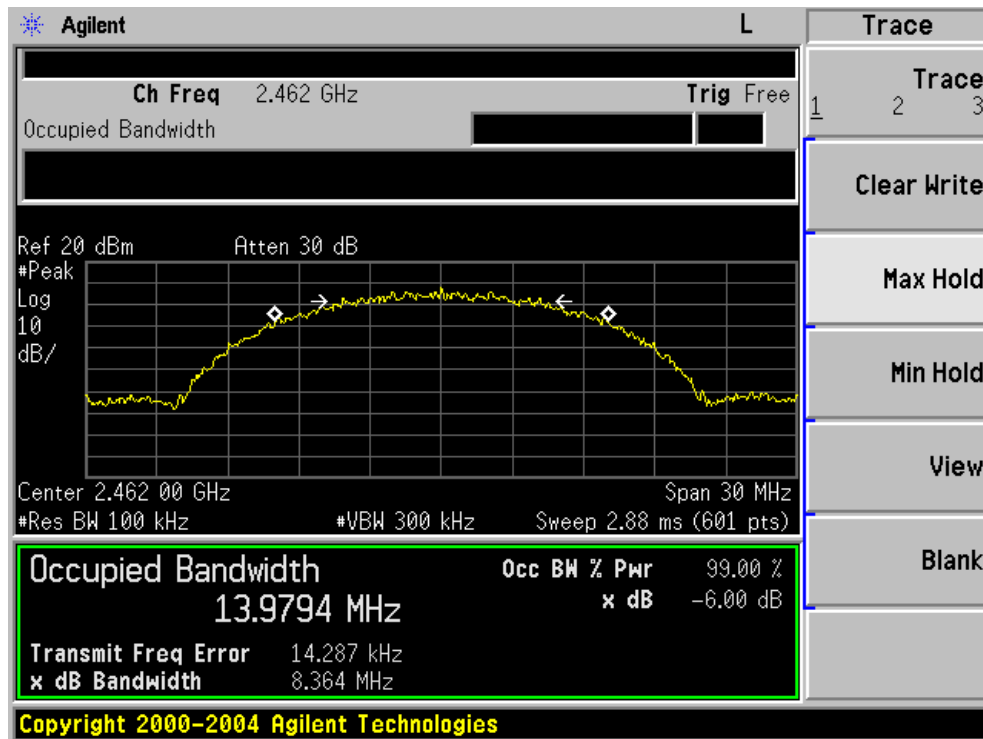 Agilent L Trace
Ch Freq 2.462 GHz Trig Free
Occupied Bandwidth
Trace
1 2 3
Clear Write
Max Hold
Min Hold
View
Blank
Ref 20 dBm Atten 30 dB
#Peak
Log
10
dB/
Center 2.462 00 GHz Span 30 MHz
#Res BW 100 kHz #VBW 300 kHz Sweep 2.88 ms (601 pts)
Occupied Bandwidth
13.9794 MHz
Occ BW % Pwr 99.00 %
x dB -6.00 dB
Transmit Freq Error 14.287 kHz
x dB Bandwidth 8.364 MHz
Copyright 2000-2004 Agilent Technologies